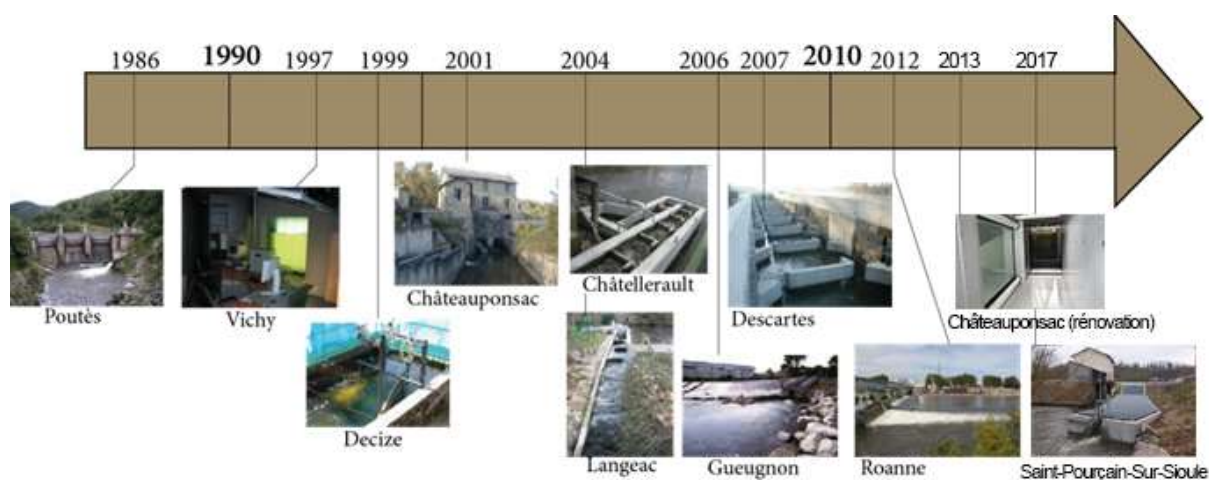 1986 1990 1997 1999 2001 2004 2006 2007 2010 2012 2013 2017
Poutès
Vichy
Decize
Châteauponsac
Châtellerault
Langeac
Gueugnon
Descartes
Roanne
Châteauponsac (rénovation)
Saint-Pourçain-Sur-Sioule